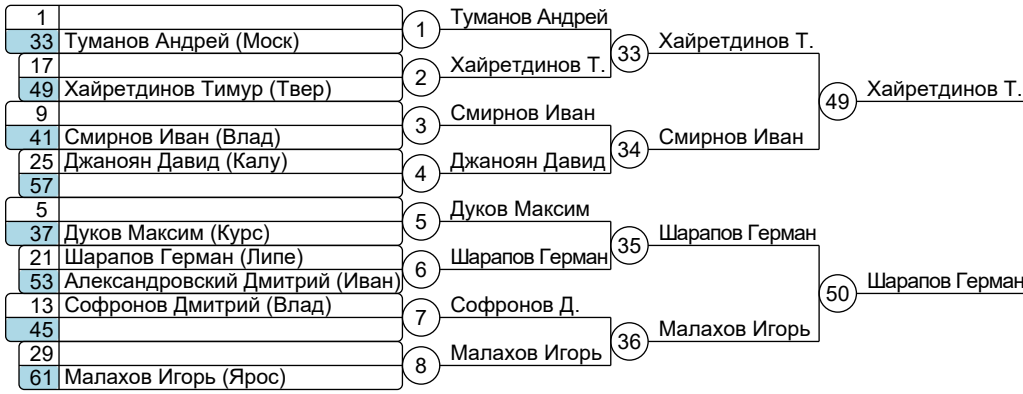 1
33 Туманов Андрей (Моск)
17
49 Хайретдинов Тимур (Твер)
9
41 Смирнов Иван (Влад)
25 Джаноян Давид (Калу)
57
5
37 Дуков Максим (Курс)
21 Шарапов Герман (Липе)
53 Александровский Дмитрий (Иван)
13 Софронов Дмитрий (Влад)
45
29
61 Малахов Игорь (Ярос)
1 Туманов Андрей
2 Хайретдинов Т.
3 Смирнов Иван
4 Джаноян Давид
5 Дуков Максим
6 Шарапов Герман
7 Софронов Д.
8 Малахов Игорь
33 Хайретдинов Т.
34 Смирнов Иван
35 Шарапов Герман
36 Малахов Игорь
49 Хайретдинов Т.
50 Шарапов Герман